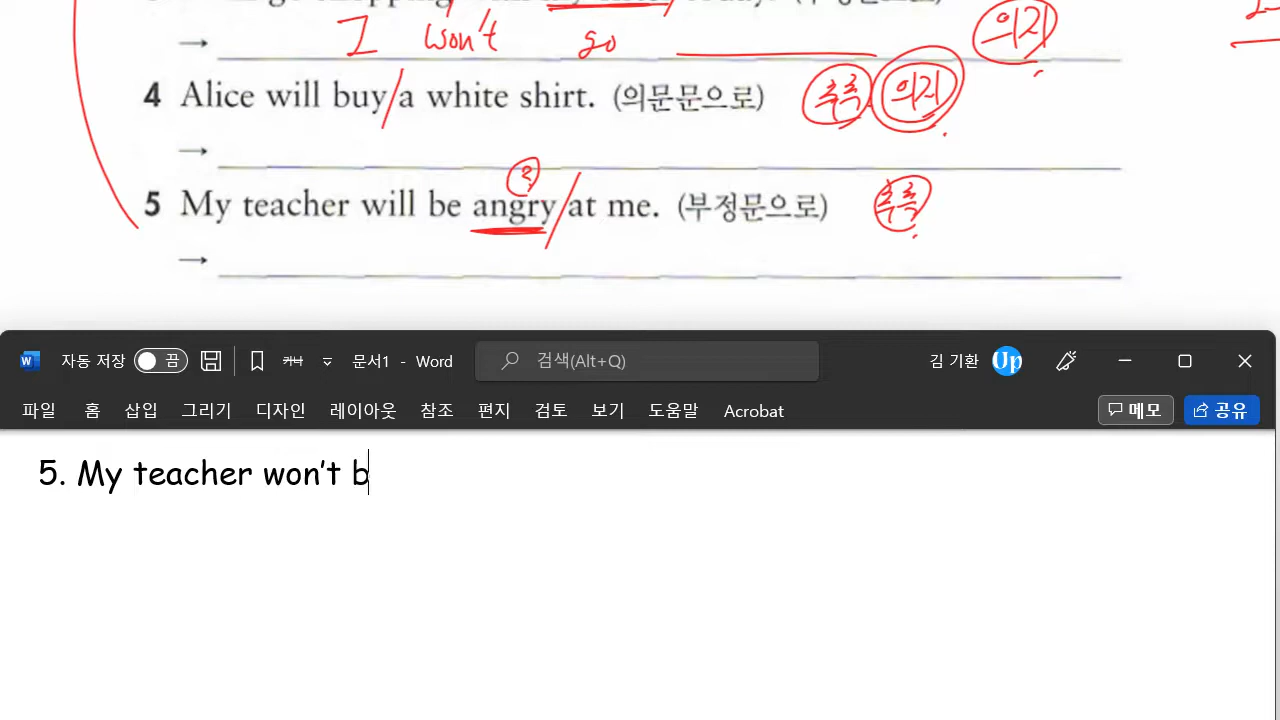 → I won't go
의지
4 Alice will buy/a white shirt. (의문문으로) 추측 의지
→
5 My teacher will be angry/at me. (부정문으로) 추측
→
자동 저장 끔 가나 문서1 - Word 검색(Alt+Q) 김 기환 Up
파일 홈 삽입 그리기 디자인 레이아웃 참조 편지 검토 보기 도움말 Acrobat 메모 공유
5. My teacher won't b